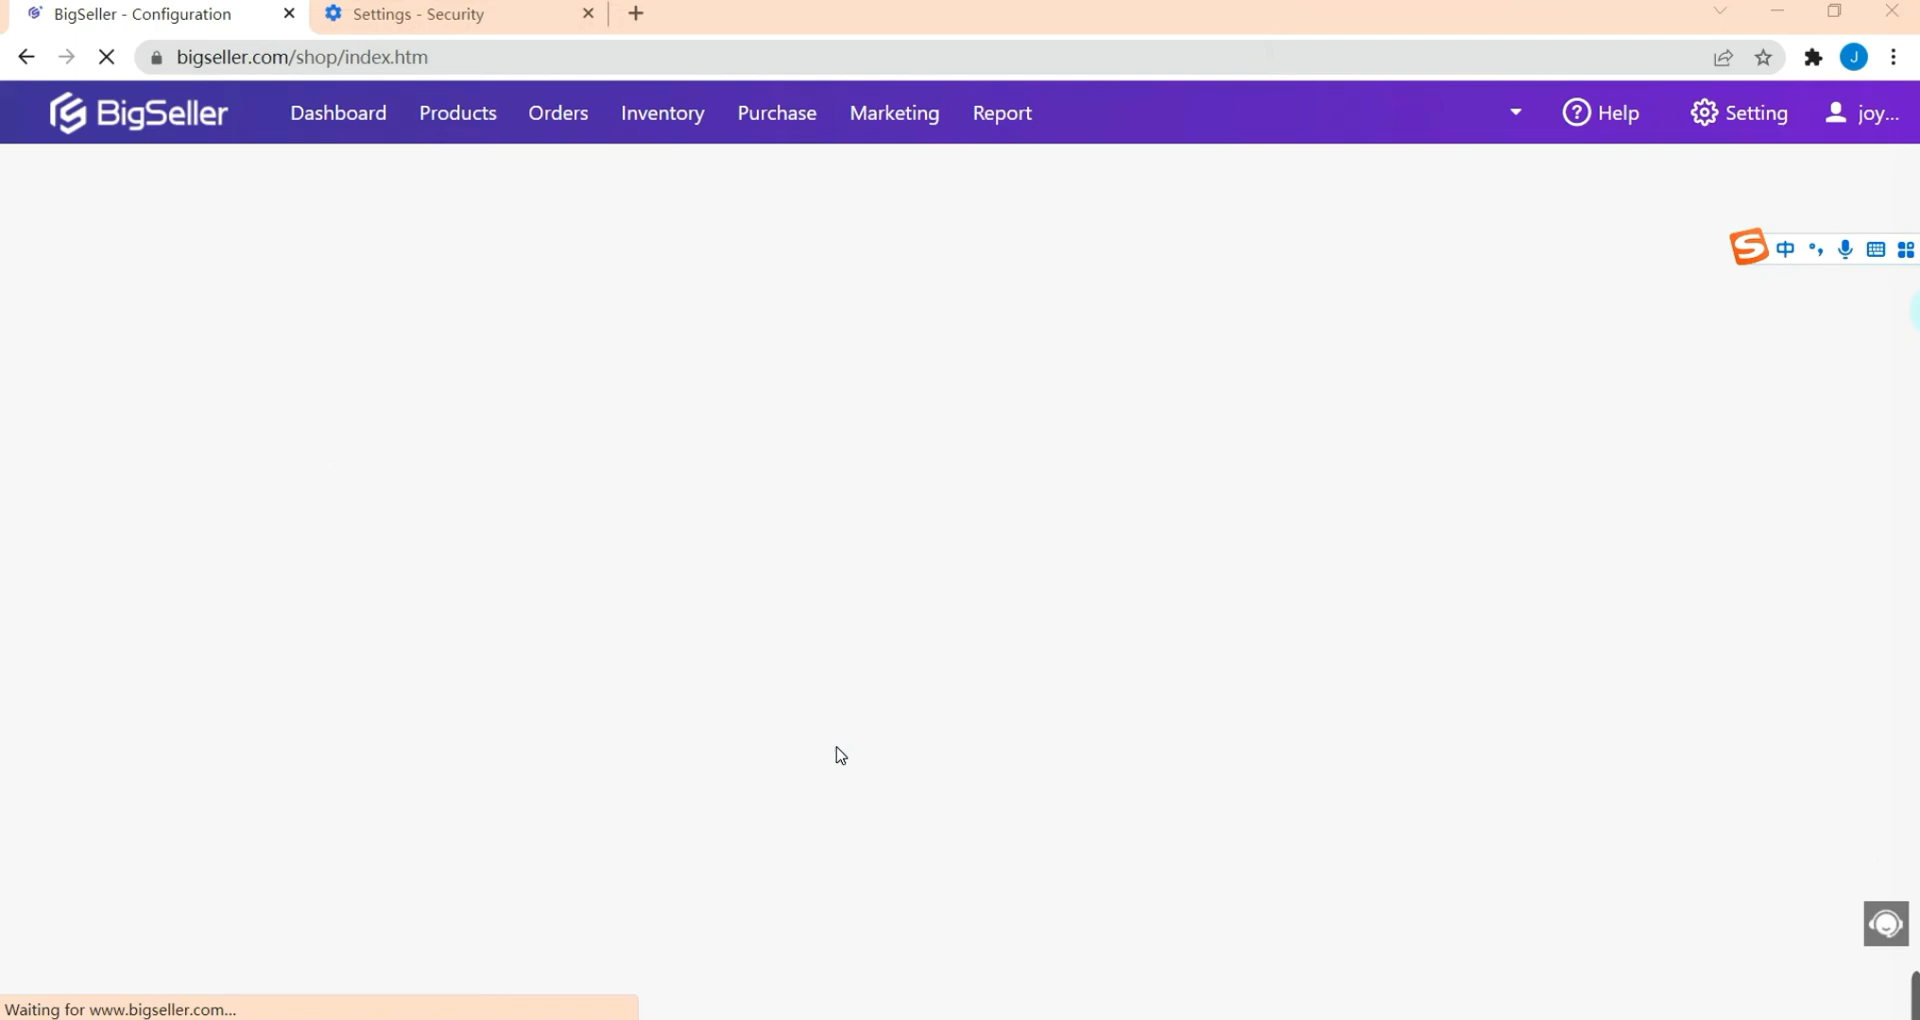 BigSeller - Configuration
Settings - Security
bigseller.com/shop/index.htm
J
BigSeller
Dashboard
Products
Orders
Inventory
Purchase
Marketing
Report
Help
Setting
joy...
中
Waiting for www.bigseller.com...